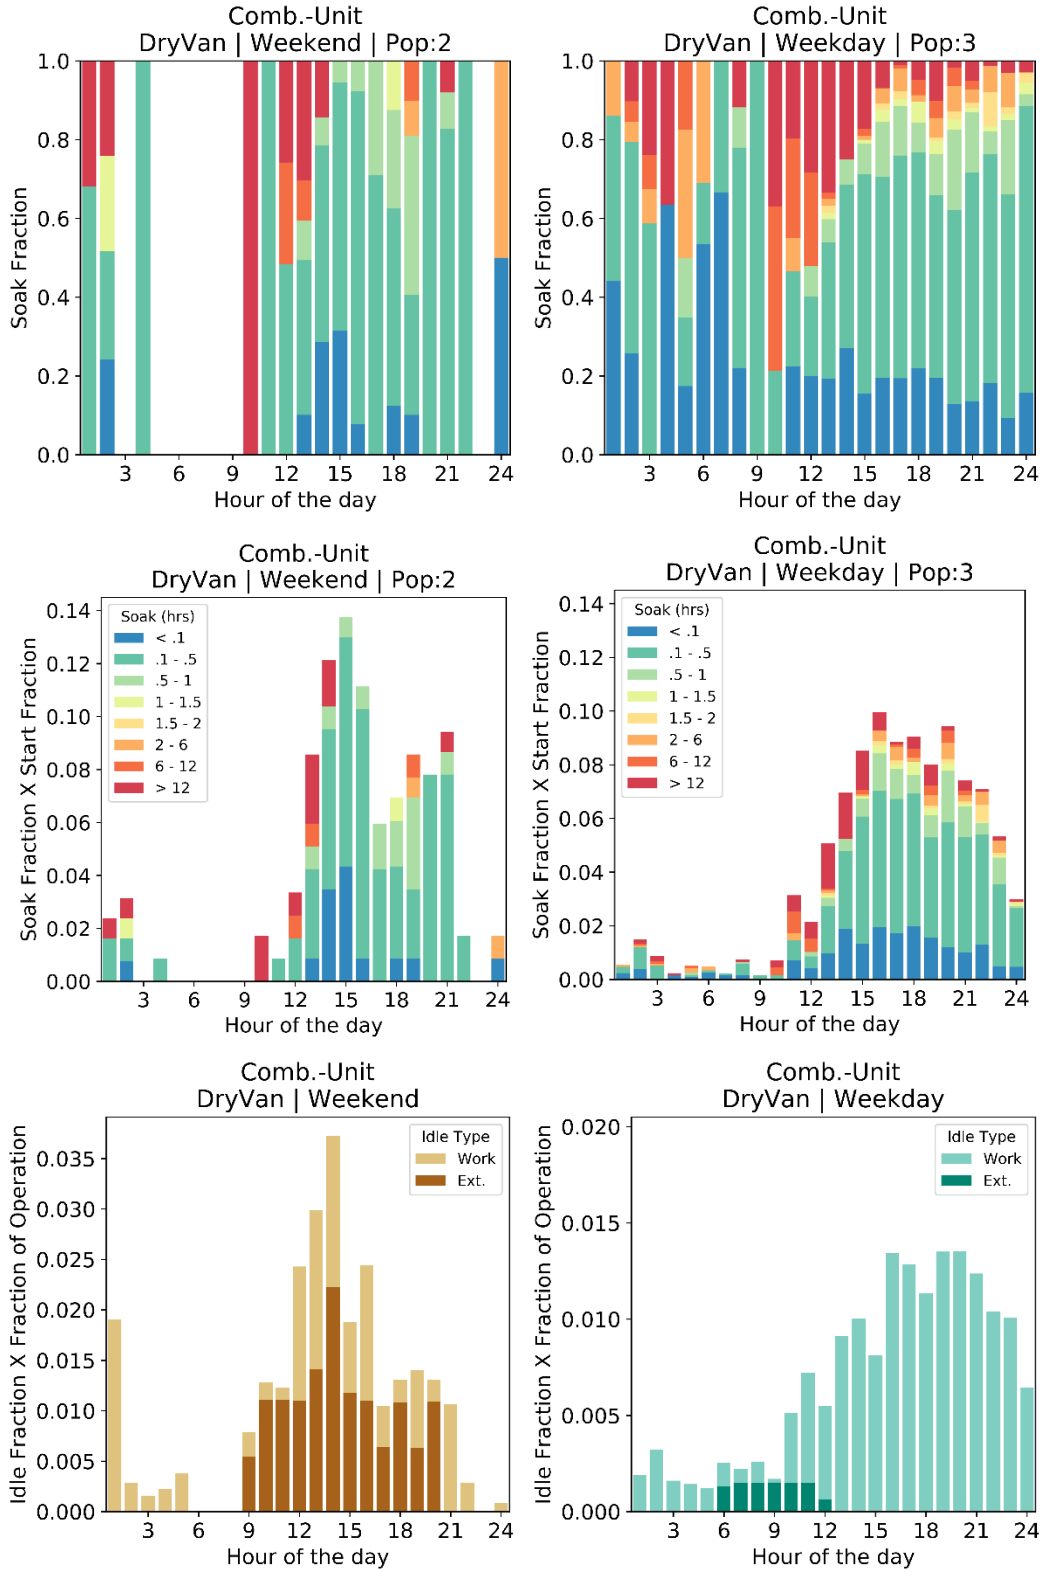 Comb.-Unit
DryVan | Weekend | Pop:2
Soak Fraction
1.0
0.8
0.6
0.4
0.2
0.0
3 6 9 12 15 18 21 24
Hour of the day
Comb.-Unit
DryVan | Weekday | Pop:3
Soak Fraction
1.0
0.8
0.6
0.4
0.2
0.0
3 6 9 12 15 18 21 24
Hour of the day
Comb.-Unit
DryVan | Weekend | Pop:2
Soak Fraction X Start Fraction
0.14
0.12
0.10
0.08
0.06
0.04
0.02
0.00
Soak (hrs)
< .1
.1 - .5
.5 - 1
1 - 1.5
1.5 - 2
2 - 6
6 - 12
> 12
3 6 9 12 15 18 21 24
Hour of the day
Comb.-Unit
DryVan | Weekday | Pop:3
Soak Fraction X Start Fraction
0.14
0.12
0.10
0.08
0.06
0.04
0.02
0.00
Soak (hrs)
< .1
.1 - .5
.5 - 1
1 - 1.5
1.5 - 2
2 - 6
6 - 12
> 12
3 6 9 12 15 18 21 24
Hour of the day
Comb.-Unit
DryVan | Weekend
Idle Fraction X Fraction of Operation
0.035
0.030
0.025
0.020
0.015
0.010
0.005
0.000
Idle Type
Work
Ext.
3 6 9 12 15 18 21 24
Hour of the day
Comb.-Unit
DryVan | Weekday
Idle Fraction X Fraction of Operation
0.020
0.015
0.010
0.005
0.000
Idle Type
Work
Ext.
3 6 9 12 15 18 21 24
Hour of the day